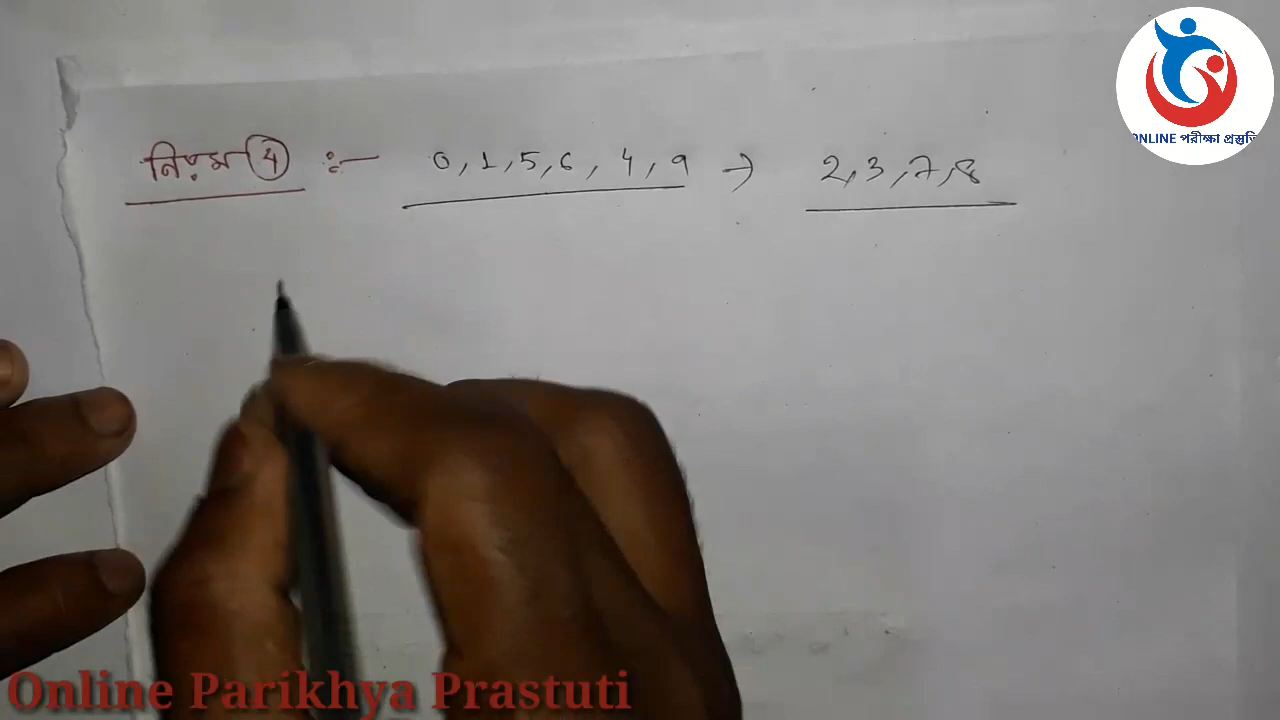 নিয়ম ④ :- 0, 1, 5, 6, 4, 9 → 2, 3, 7, 8
ONLINE পরীক্ষা প্রস্তুতি
Online Parikhya Prastuti